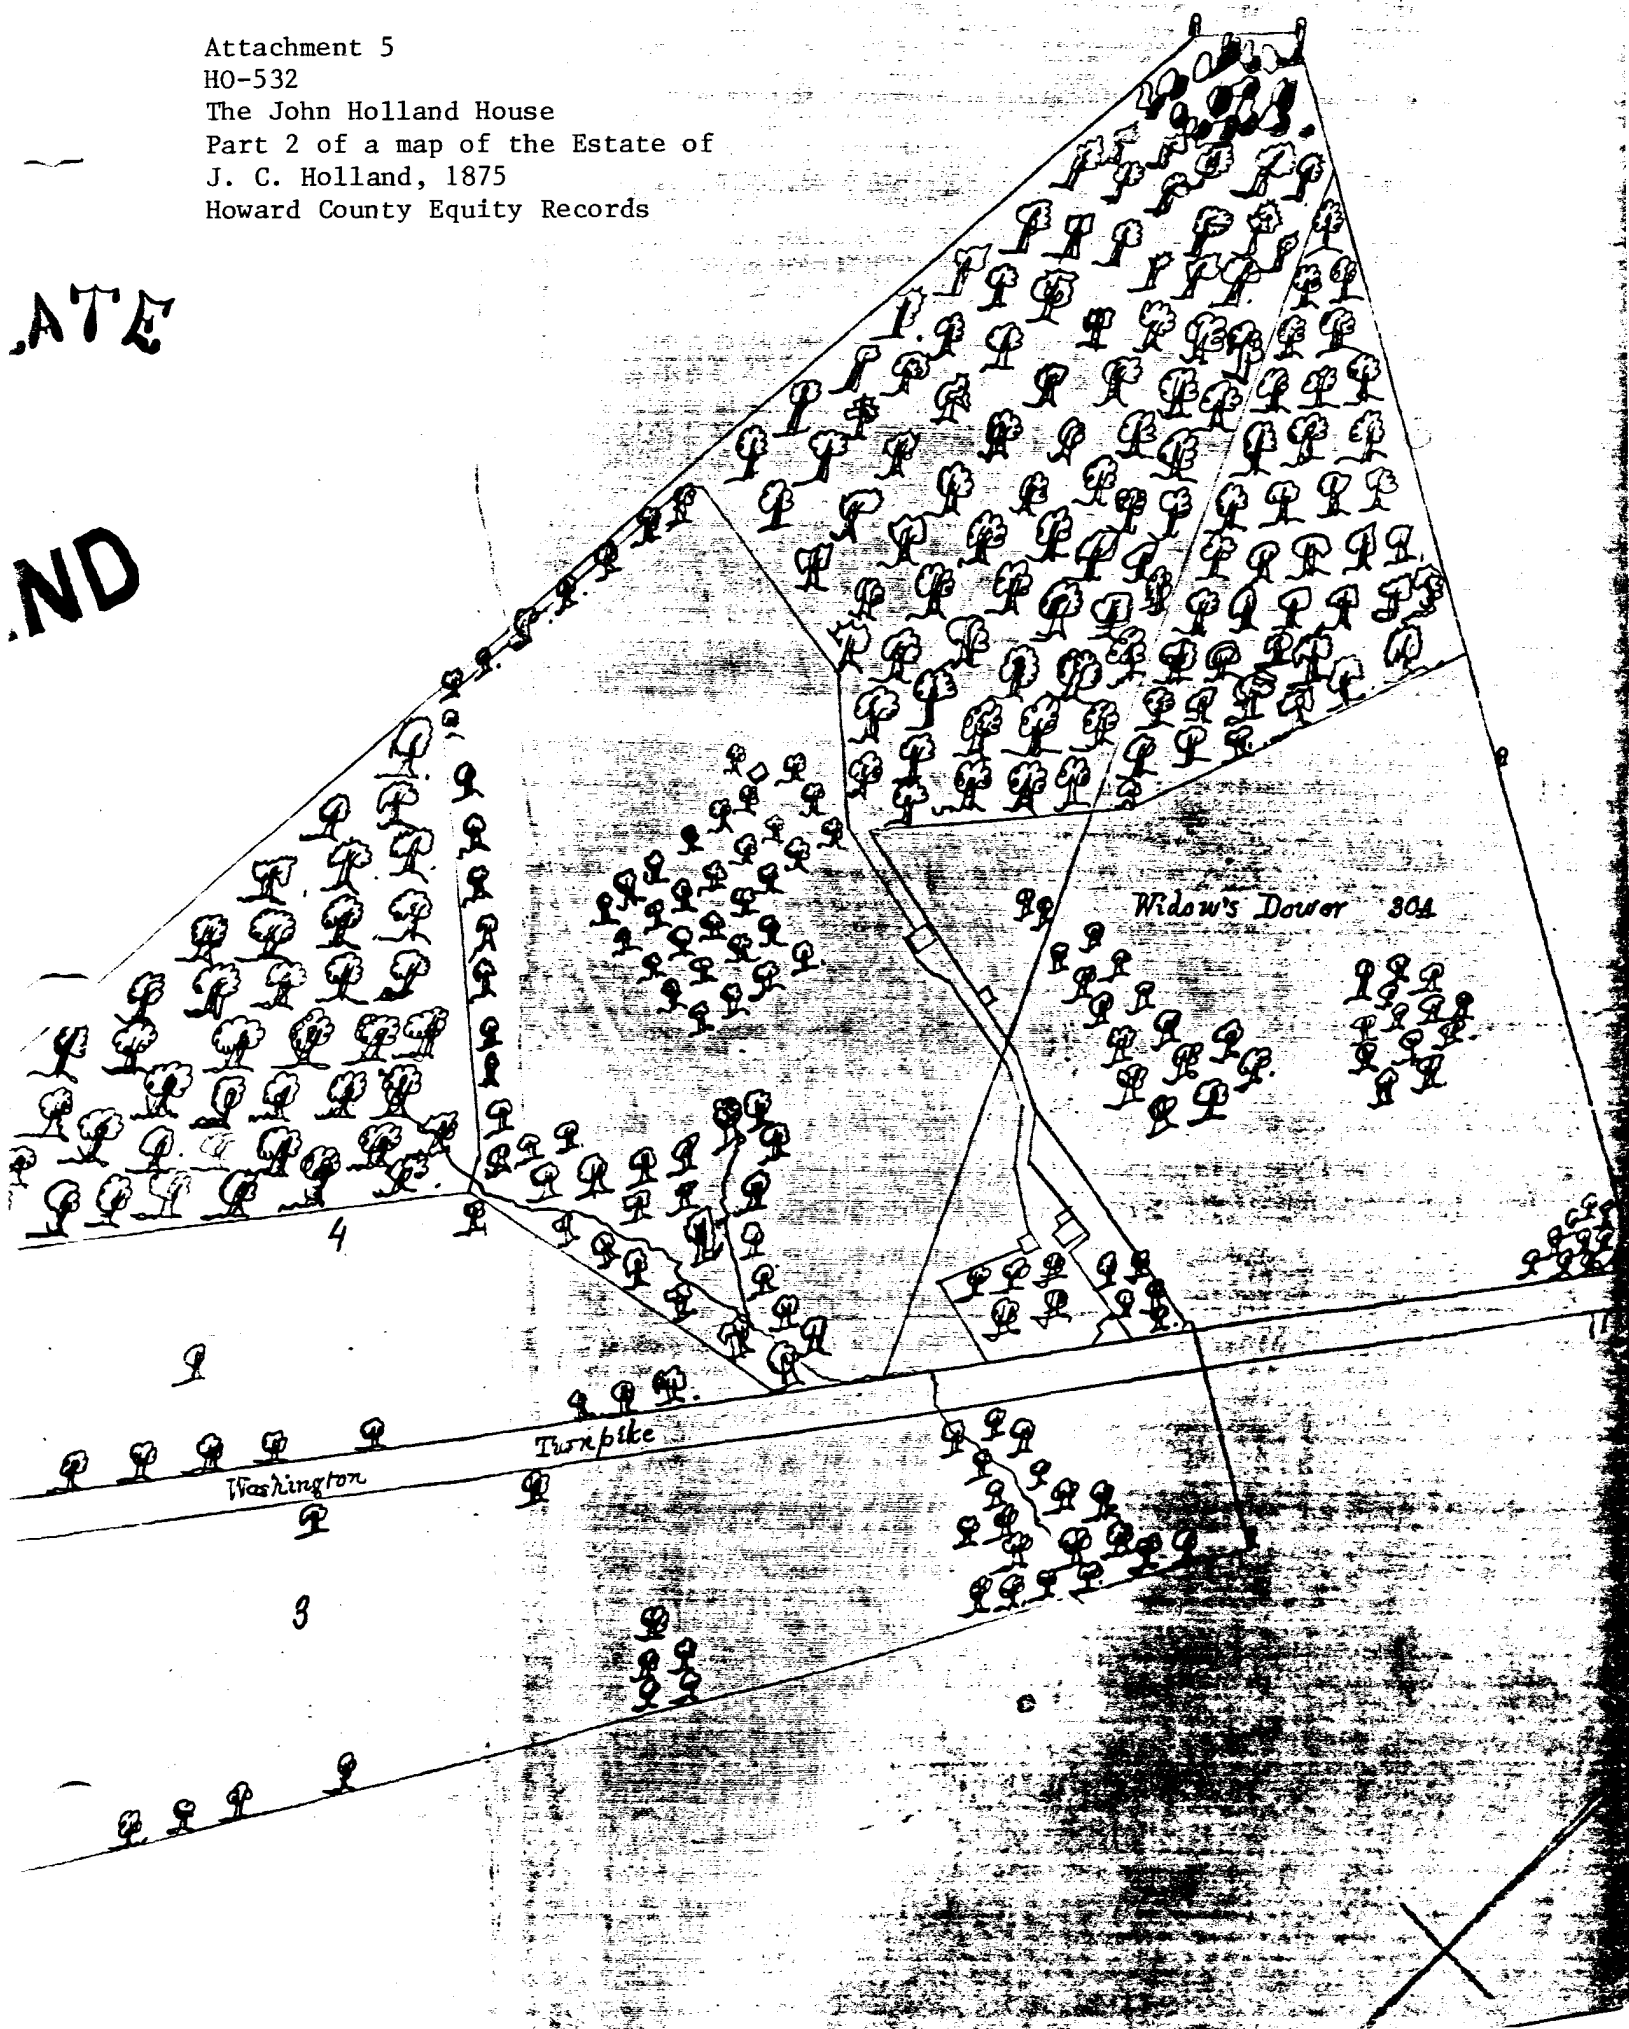 Attachment 5
HO-532
The John Holland House
Part 2 of a map of the Estate of
J. C. Holland, 1875
Howard County Equity Records
ATE
ND
Widow's Dower 30A
4
Turnpike
Washington
3